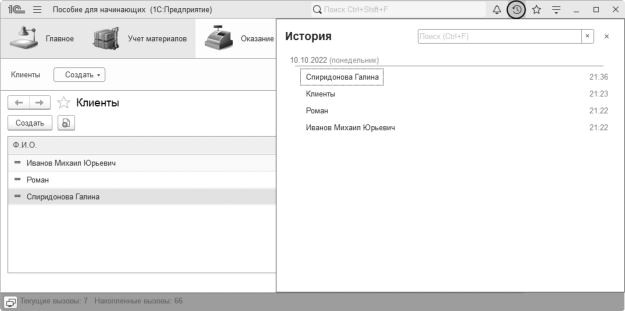 1С Пособие для начинающих (1С:Предприятие)
Поиск Ctrl+Shift+F
Главное
Учет материалов
Оказание
Клиенты
Создать
Клиенты
Создать
Ф.И.О.
Иванов Михаил Юрьевич
Роман
Спиридонова Галина
История
Поиск (Ctrl+F)
×
×
10.10.2022 (понедельник)
Спиридонова Галина 21:36
Клиенты 21:23
Роман 21:22
Иванов Михаил Юрьевич 21:22
Текущие вызовы: 7 Накопленные вызовы: 66